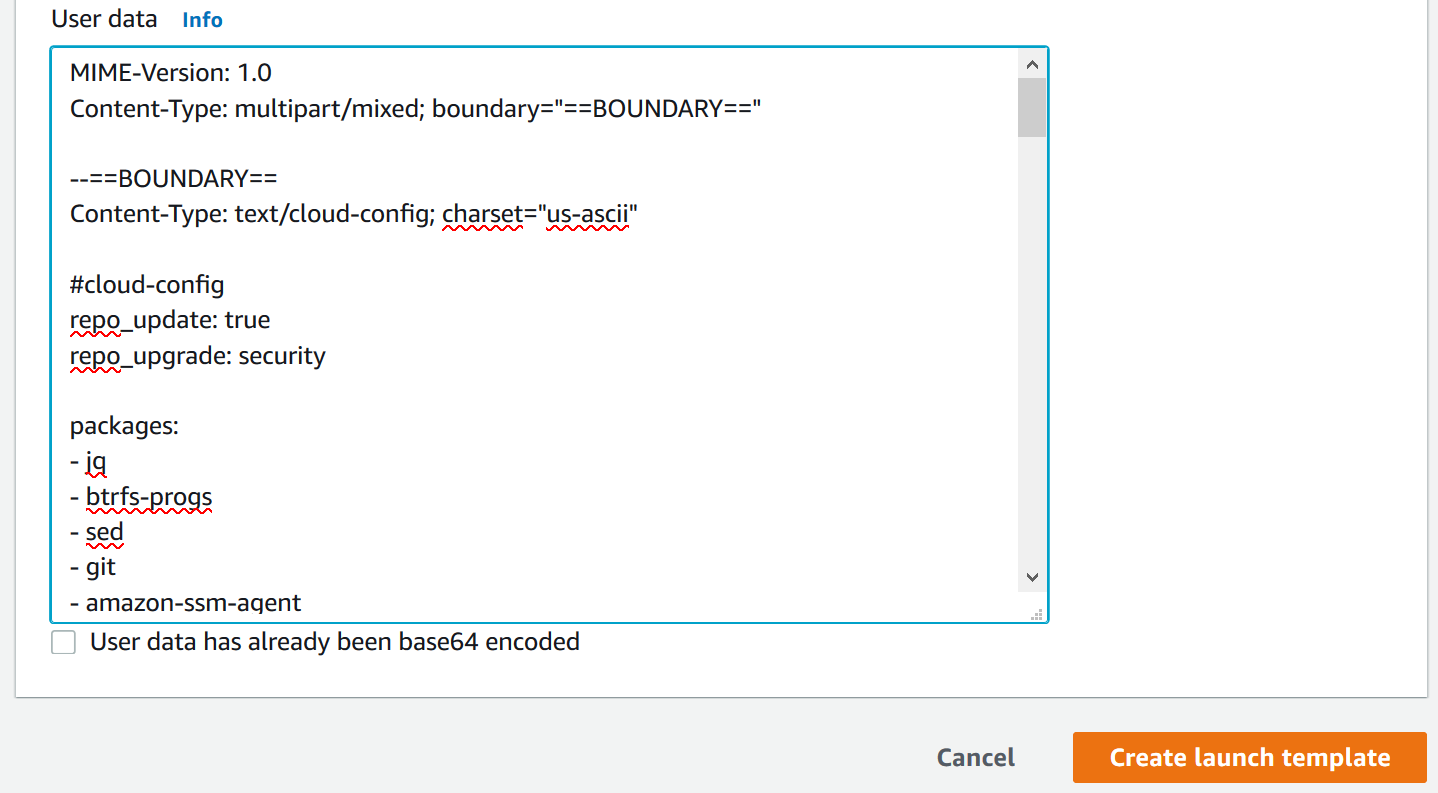 User data Info
MIME-Version: 1.0
Content-Type: multipart/mixed; boundary="==BOUNDARY=="
--==BOUNDARY==
Content-Type: text/cloud-config; charset="us-ascii"
#cloud-config
repo_update: true
repo_upgrade: security
packages:
- jq
- btrfs-progs
- sed
- git
- amazon-ssm-agent
User data has already been base64 encoded
Cancel Create launch template